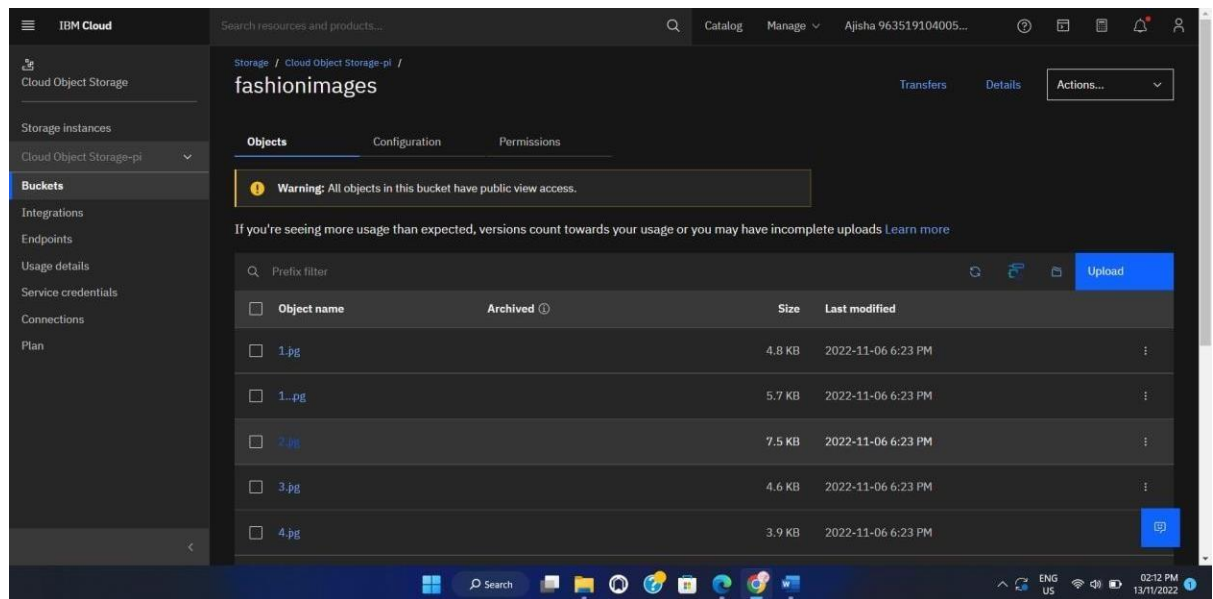 IBM Cloud
Search resources and products...
Catalog
Manage
Ajisha 963519104005...
Cloud Object Storage
Storage instances
Cloud Object Storage-pi
Buckets
Integrations
Endpoints
Usage details
Service credentials
Connections
Plan
Storage / Cloud Object Storage-pi /
fashionimages
Transfers
Details
Actions...
Objects
Configuration
Permissions
Warning: All objects in this bucket have public view access.
If you're seeing more usage than expected, versions count towards your usage or you may have incomplete uploads Learn more
Prefix filter
Upload
Object name Archived Size Last modified
1.jpg 4.8 KB 2022-11-06 6:23 PM
1...pg 5.7 KB 2022-11-06 6:23 PM
2.jpg 7.5 KB 2022-11-06 6:23 PM
3.jpg 4.6 KB 2022-11-06 6:23 PM
4.jpg 3.9 KB 2022-11-06 6:23 PM
Search
ENG
US
02:12 PM
13/11/2022
1